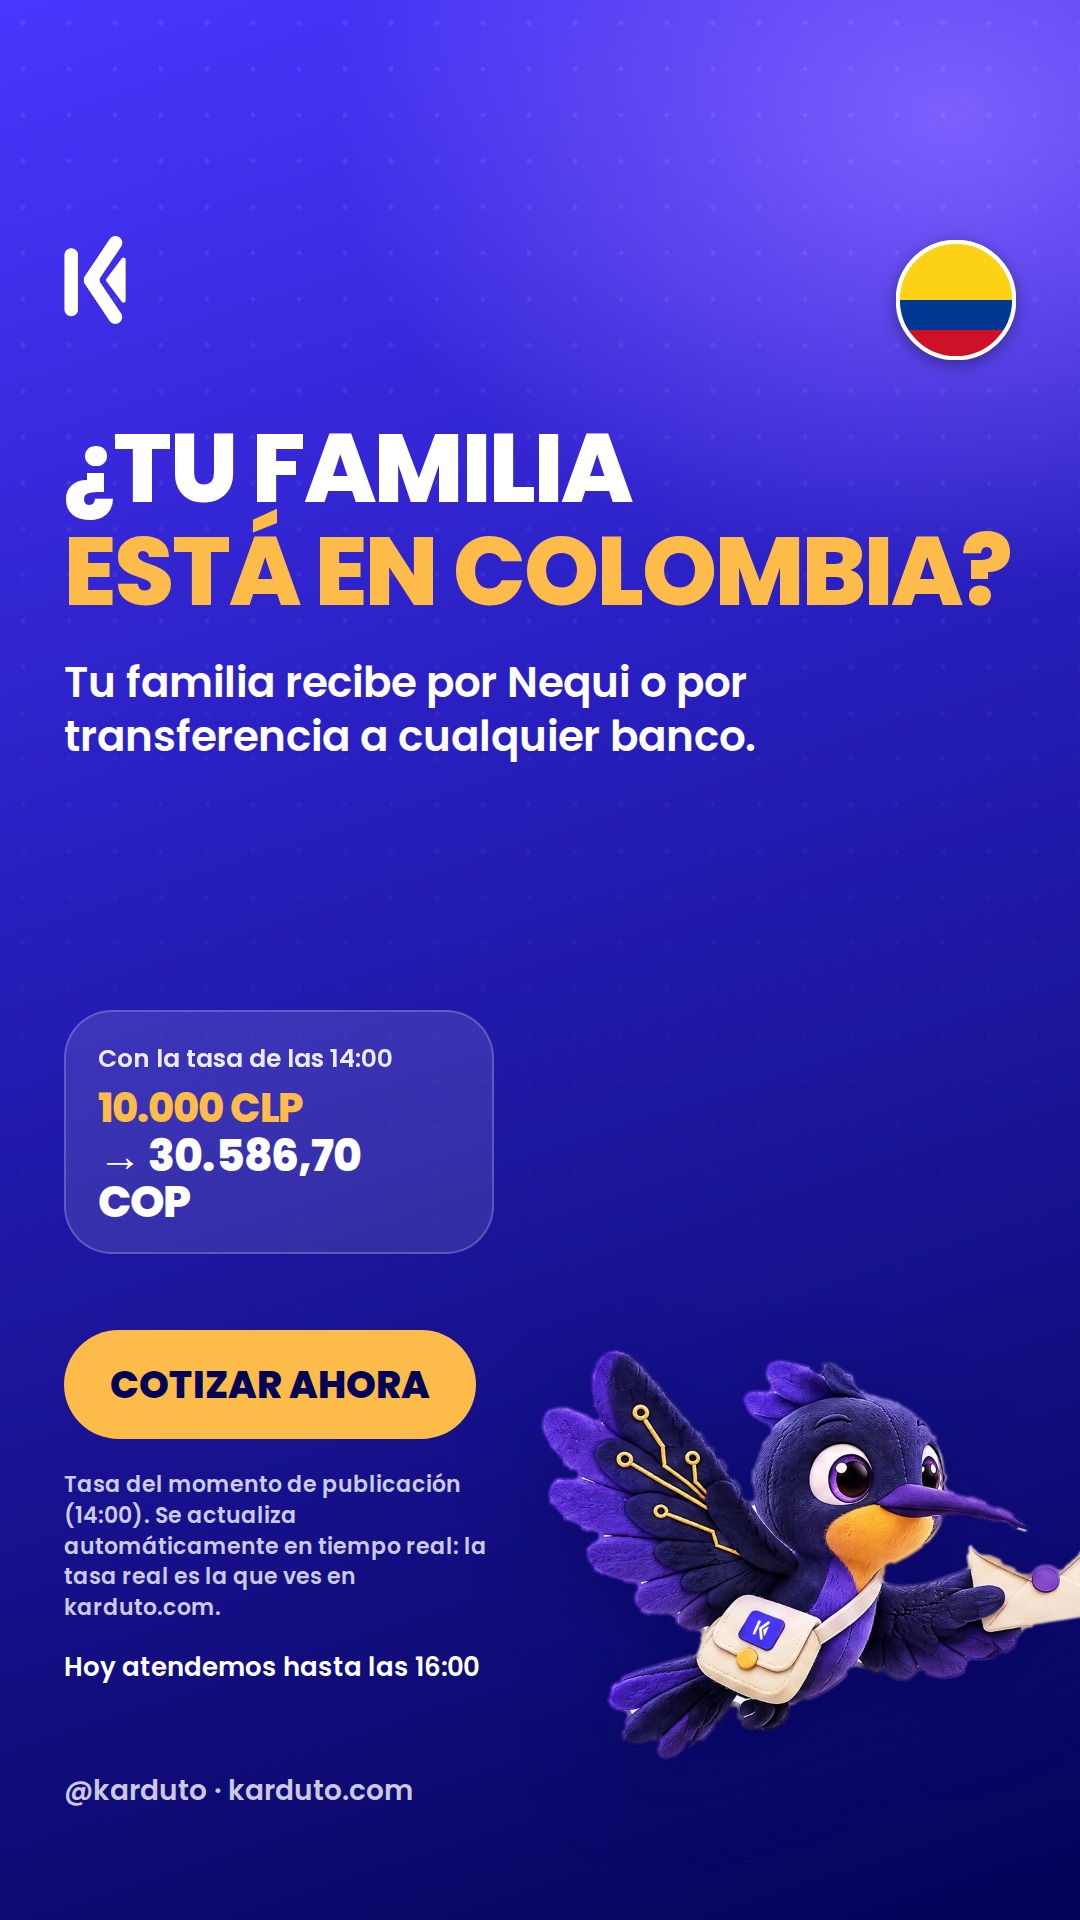 ¿TU FAMILIA
ESTÁ EN COLOMBIA?
Tu familia recibe por Nequi o por
transferencia a cualquier banco.
Con la tasa de las 14:00
10.000 CLP
→ 30.586,70
COP
COTIZAR AHORA
Tasa del momento de publicación
(14:00). Se actualiza
automáticamente en tiempo real: la
tasa real es la que ves en
karduto.com.
Hoy atendemos hasta las 16:00
@karduto · karduto.com